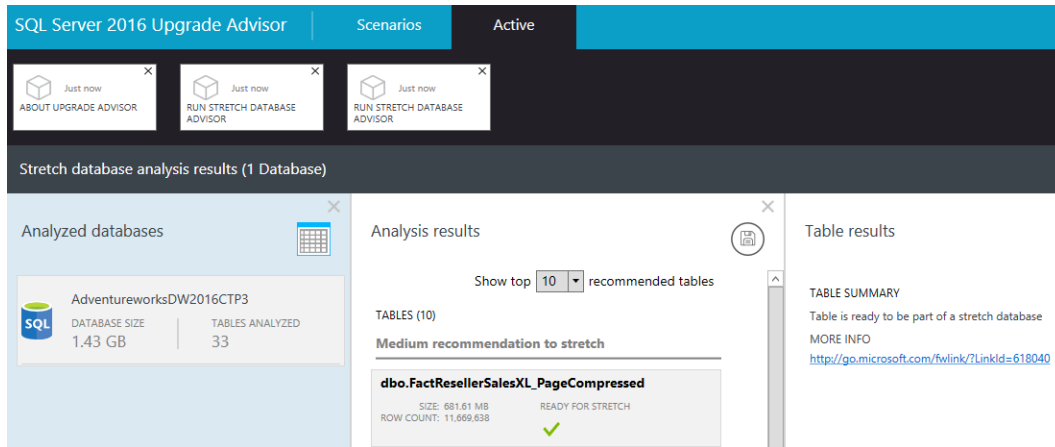 SQL Server 2016 Upgrade Advisor
Scenarios
Active
Just now
ABOUT UPGRADE ADVISOR
Just now
RUN STRETCH DATABASE
ADVISOR
Just now
RUN STRETCH DATABASE
ADVISOR
Stretch database analysis results (1 Database)
Analyzed databases
SQL
AdventureworksDW2016CTP3
DATABASE SIZE
1.43 GB
TABLES ANALYZED
33
Analysis results
Show top 10 recommended tables
TABLES (10)
Medium recommendation to stretch
dbo.FactResellerSalesXL_PageCompressed
SIZE: 681.61 MB
ROW COUNT: 11,669,638
READY FOR STRETCH
Table results
TABLE SUMMARY
Table is ready to be part of a stretch database
MORE INFO
http://go.microsoft.com/fwlink/?LinkId=618040